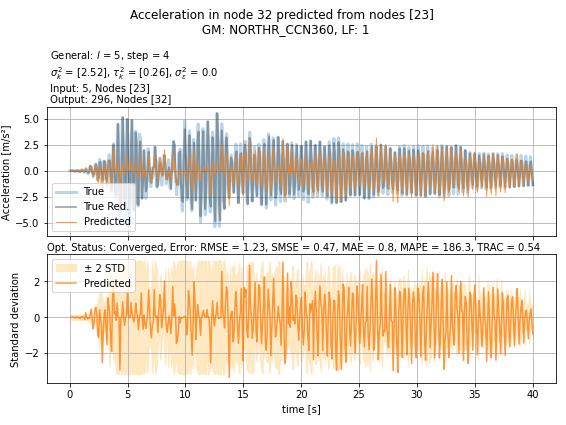 Acceleration in node 32 predicted from nodes [23]
GM: NORTHR_CCN360, LF: 1
General: l = 5, step = 4
σ²ₖ = [2.52], τ²ₖ = [0.26], σ²ε = 0.0
Input: 5, Nodes [23]
Output: 296, Nodes [32]
Acceleration [m/s²]
5.0
2.5
0.0
−2.5
−5.0
True
True Red.
Predicted
Opt. Status: Converged, Error: RMSE = 1.23, SMSE = 0.47, MAE = 0.8, MAPE = 186.3, TRAC = 0.54
Standard deviation
2
0
−2
± 2 STD
Predicted
0 5 10 15 20 25 30 35 40
time [s]